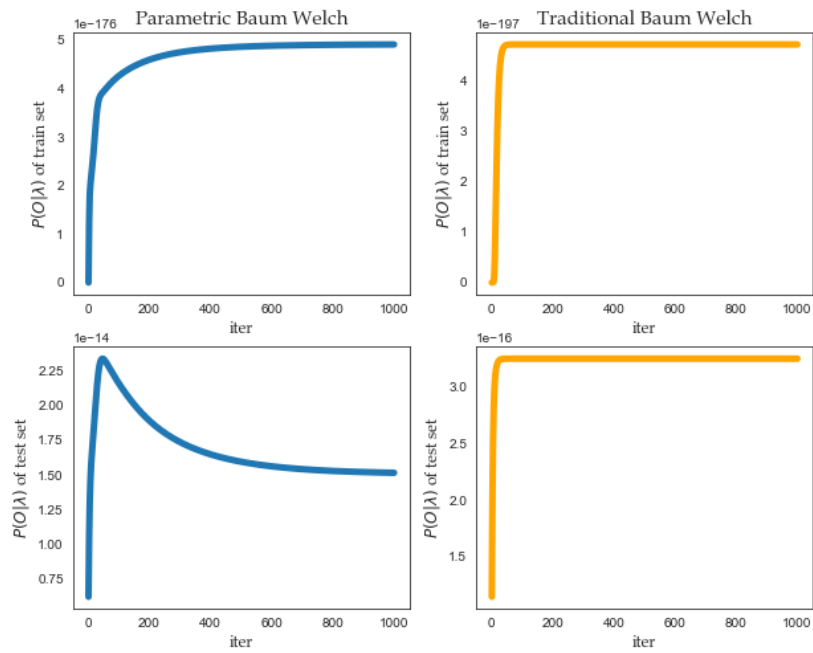 Parametric Baum Welch
1e−176
5
4
3
2
1
0
P(O|λ) of train set
0 200 400 600 800 1000
iter
Traditional Baum Welch
1e−197
4
3
2
1
0
P(O|λ) of train set
0 200 400 600 800 1000
iter
1e−14
2.25
2.00
1.75
1.50
1.25
1.00
0.75
P(O|λ) of test set
0 200 400 600 800 1000
iter
1e−16
3.0
2.5
2.0
1.5
P(O|λ) of test set
0 200 400 600 800 1000
iter